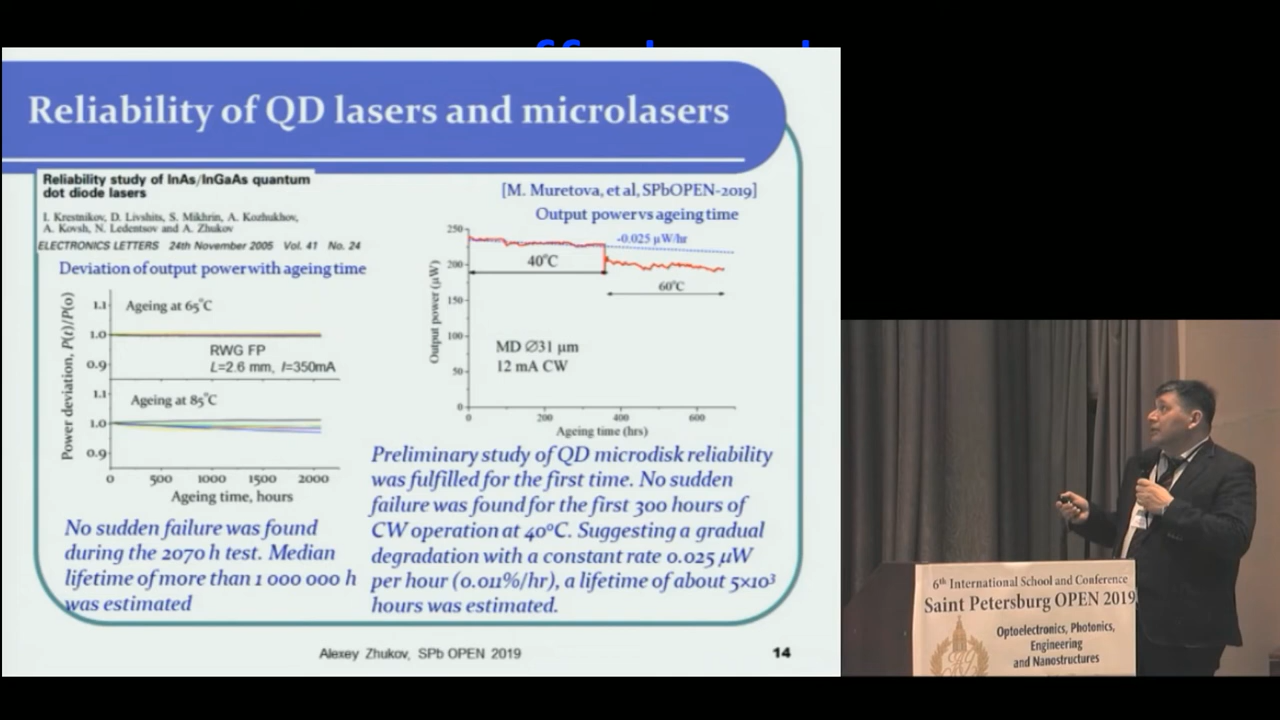 Reliability of QD lasers and microlasers
Reliability study of InAs/InGaAs quantum
dot diode lasers
I. Krestnikov, D. Livshits, S. Mikhrin, A. Kozhukhov,
A. Kovsh, N. Ledentsov and A. Zhukov
ELECTRONICS LETTERS 24th November 2005 Vol. 41 No. 24
Deviation of output power with ageing time
Power deviation, P(t)/P(0)
1.1
Ageing at 65°C
1.0
RWG FP
0.9
L=2.6 mm, I=350mA
1.1
Ageing at 85°C
1.0
0.9
0 500 1000 1500 2000
Ageing time, hours
No sudden failure was found
during the 2070 h test. Median
lifetime of more than 1 000 000 h
was estimated
[M. Muretova, et al, SPbOPEN-2019]
Output power vs ageing time
Output power (μW)
250
-0.025 μW/hr
200
40°C
60°C
150
100
MD Ø31 μm
12 mA CW
50
0
0 200 400 600
Ageing time (hrs)
Preliminary study of QD microdisk reliability
was fulfilled for the first time. No sudden
failure was found for the first 300 hours of
CW operation at 40°C. Suggesting a gradual
degradation with a constant rate 0.025 μW
per hour (0.011%/hr), a lifetime of about 5×10³
hours was estimated.
Alexey Zhukov, SPb OPEN 2019
14
6th International School and Conference
Saint Petersburg OPEN 2019
Optoelectronics, Photonics,
Engineering
and Nanostructures